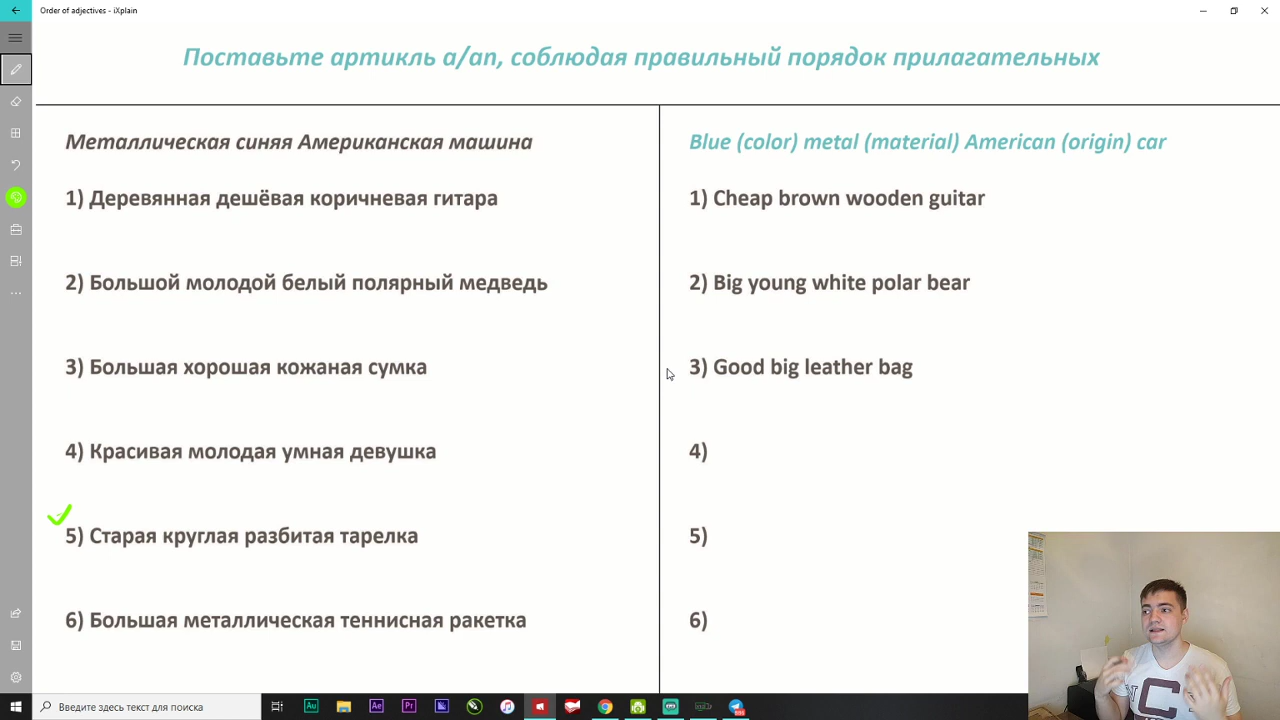 Order of adjectives - iXplain
Поставьте артикль a/an, соблюдая правильный порядок прилагательных
Металлическая синяя Американская машина
Blue (color) metal (material) American (origin) car
1) Деревянная дешёвая коричневая гитара
1) Cheap brown wooden guitar
2) Большой молодой белый полярный медведь
2) Big young white polar bear
3) Большая хорошая кожаная сумка
3) Good big leather bag
4) Красивая молодая умная девушка
4)
5) Старая круглая разбитая тарелка
5)
6) Большая металлическая теннисная ракетка
6)
Введите здесь текст для поиска
Au
Ae
Pr